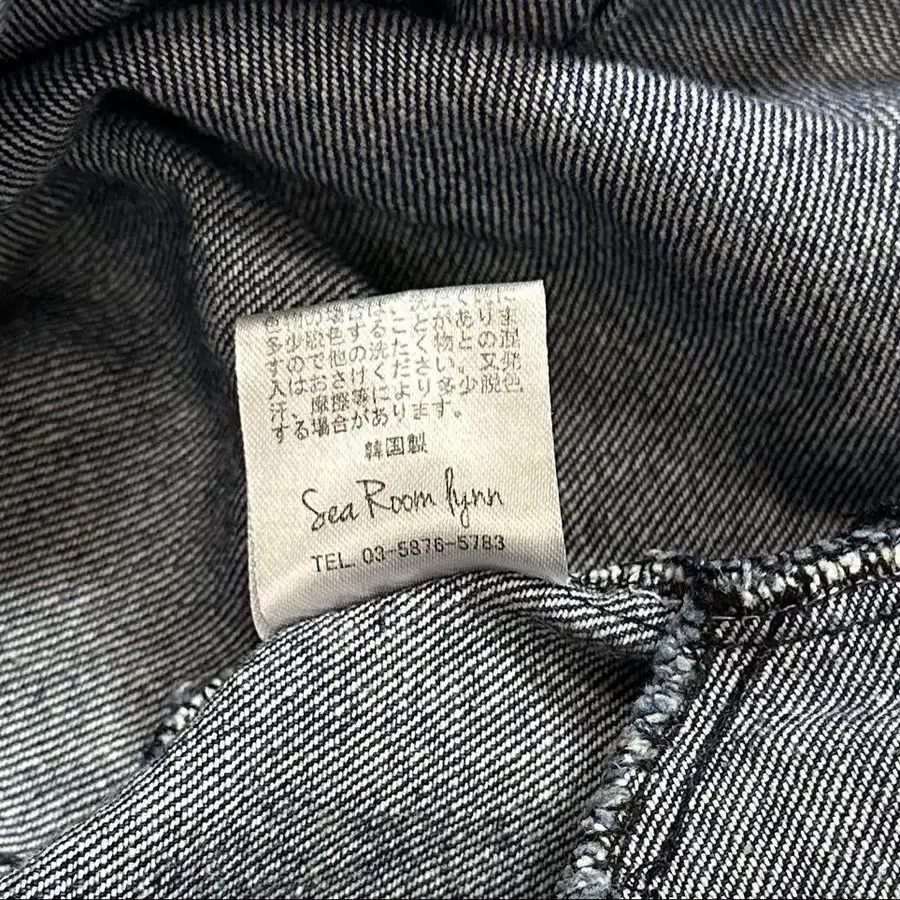 多少脱色する事があります
すのは他の洗たく物との混
入はおさけください。又発
汗、摩擦等により多少脱色
する場合があります。
韓国製
Sea Room lynn
TEL. 03-5876-5783